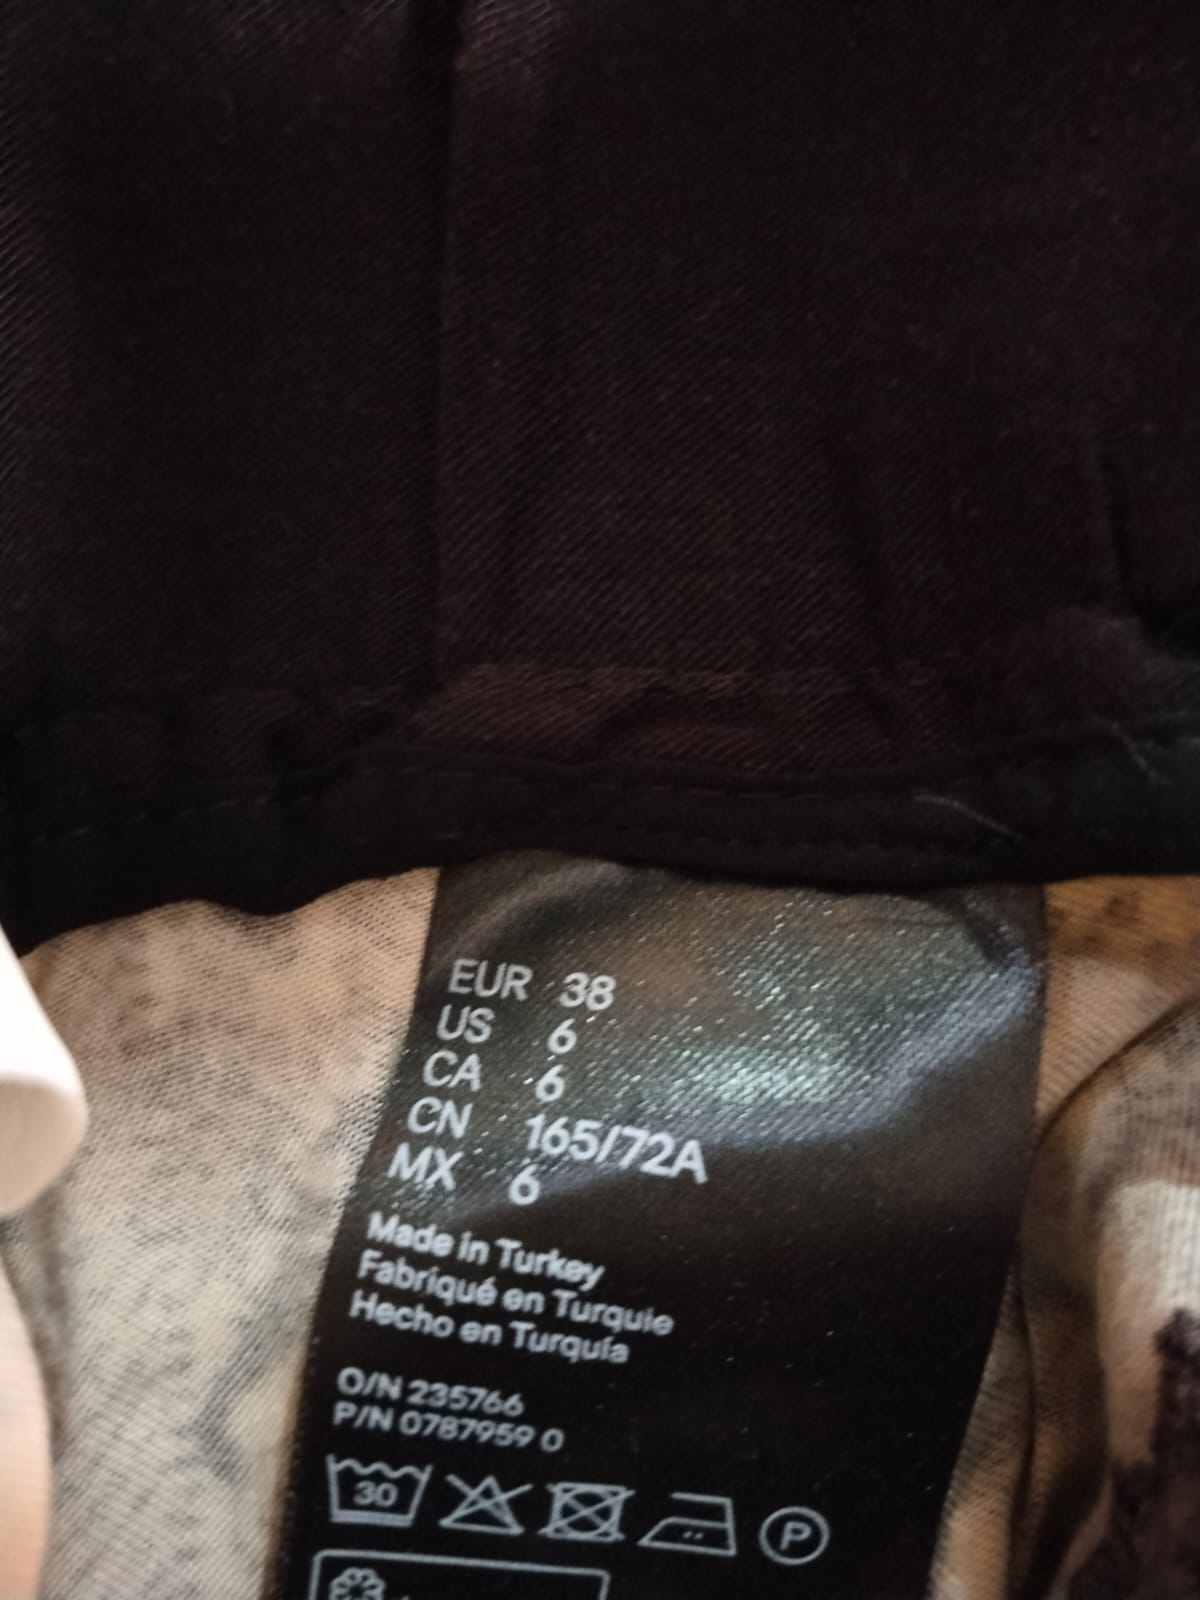 EUR 38
US 6
CA 6
CN 165/72A
MX 6
Made in Turkey
Fabriqué en Turquie
Hecho en Turquía
O/N 235766
P/N 0787959 0
30
P